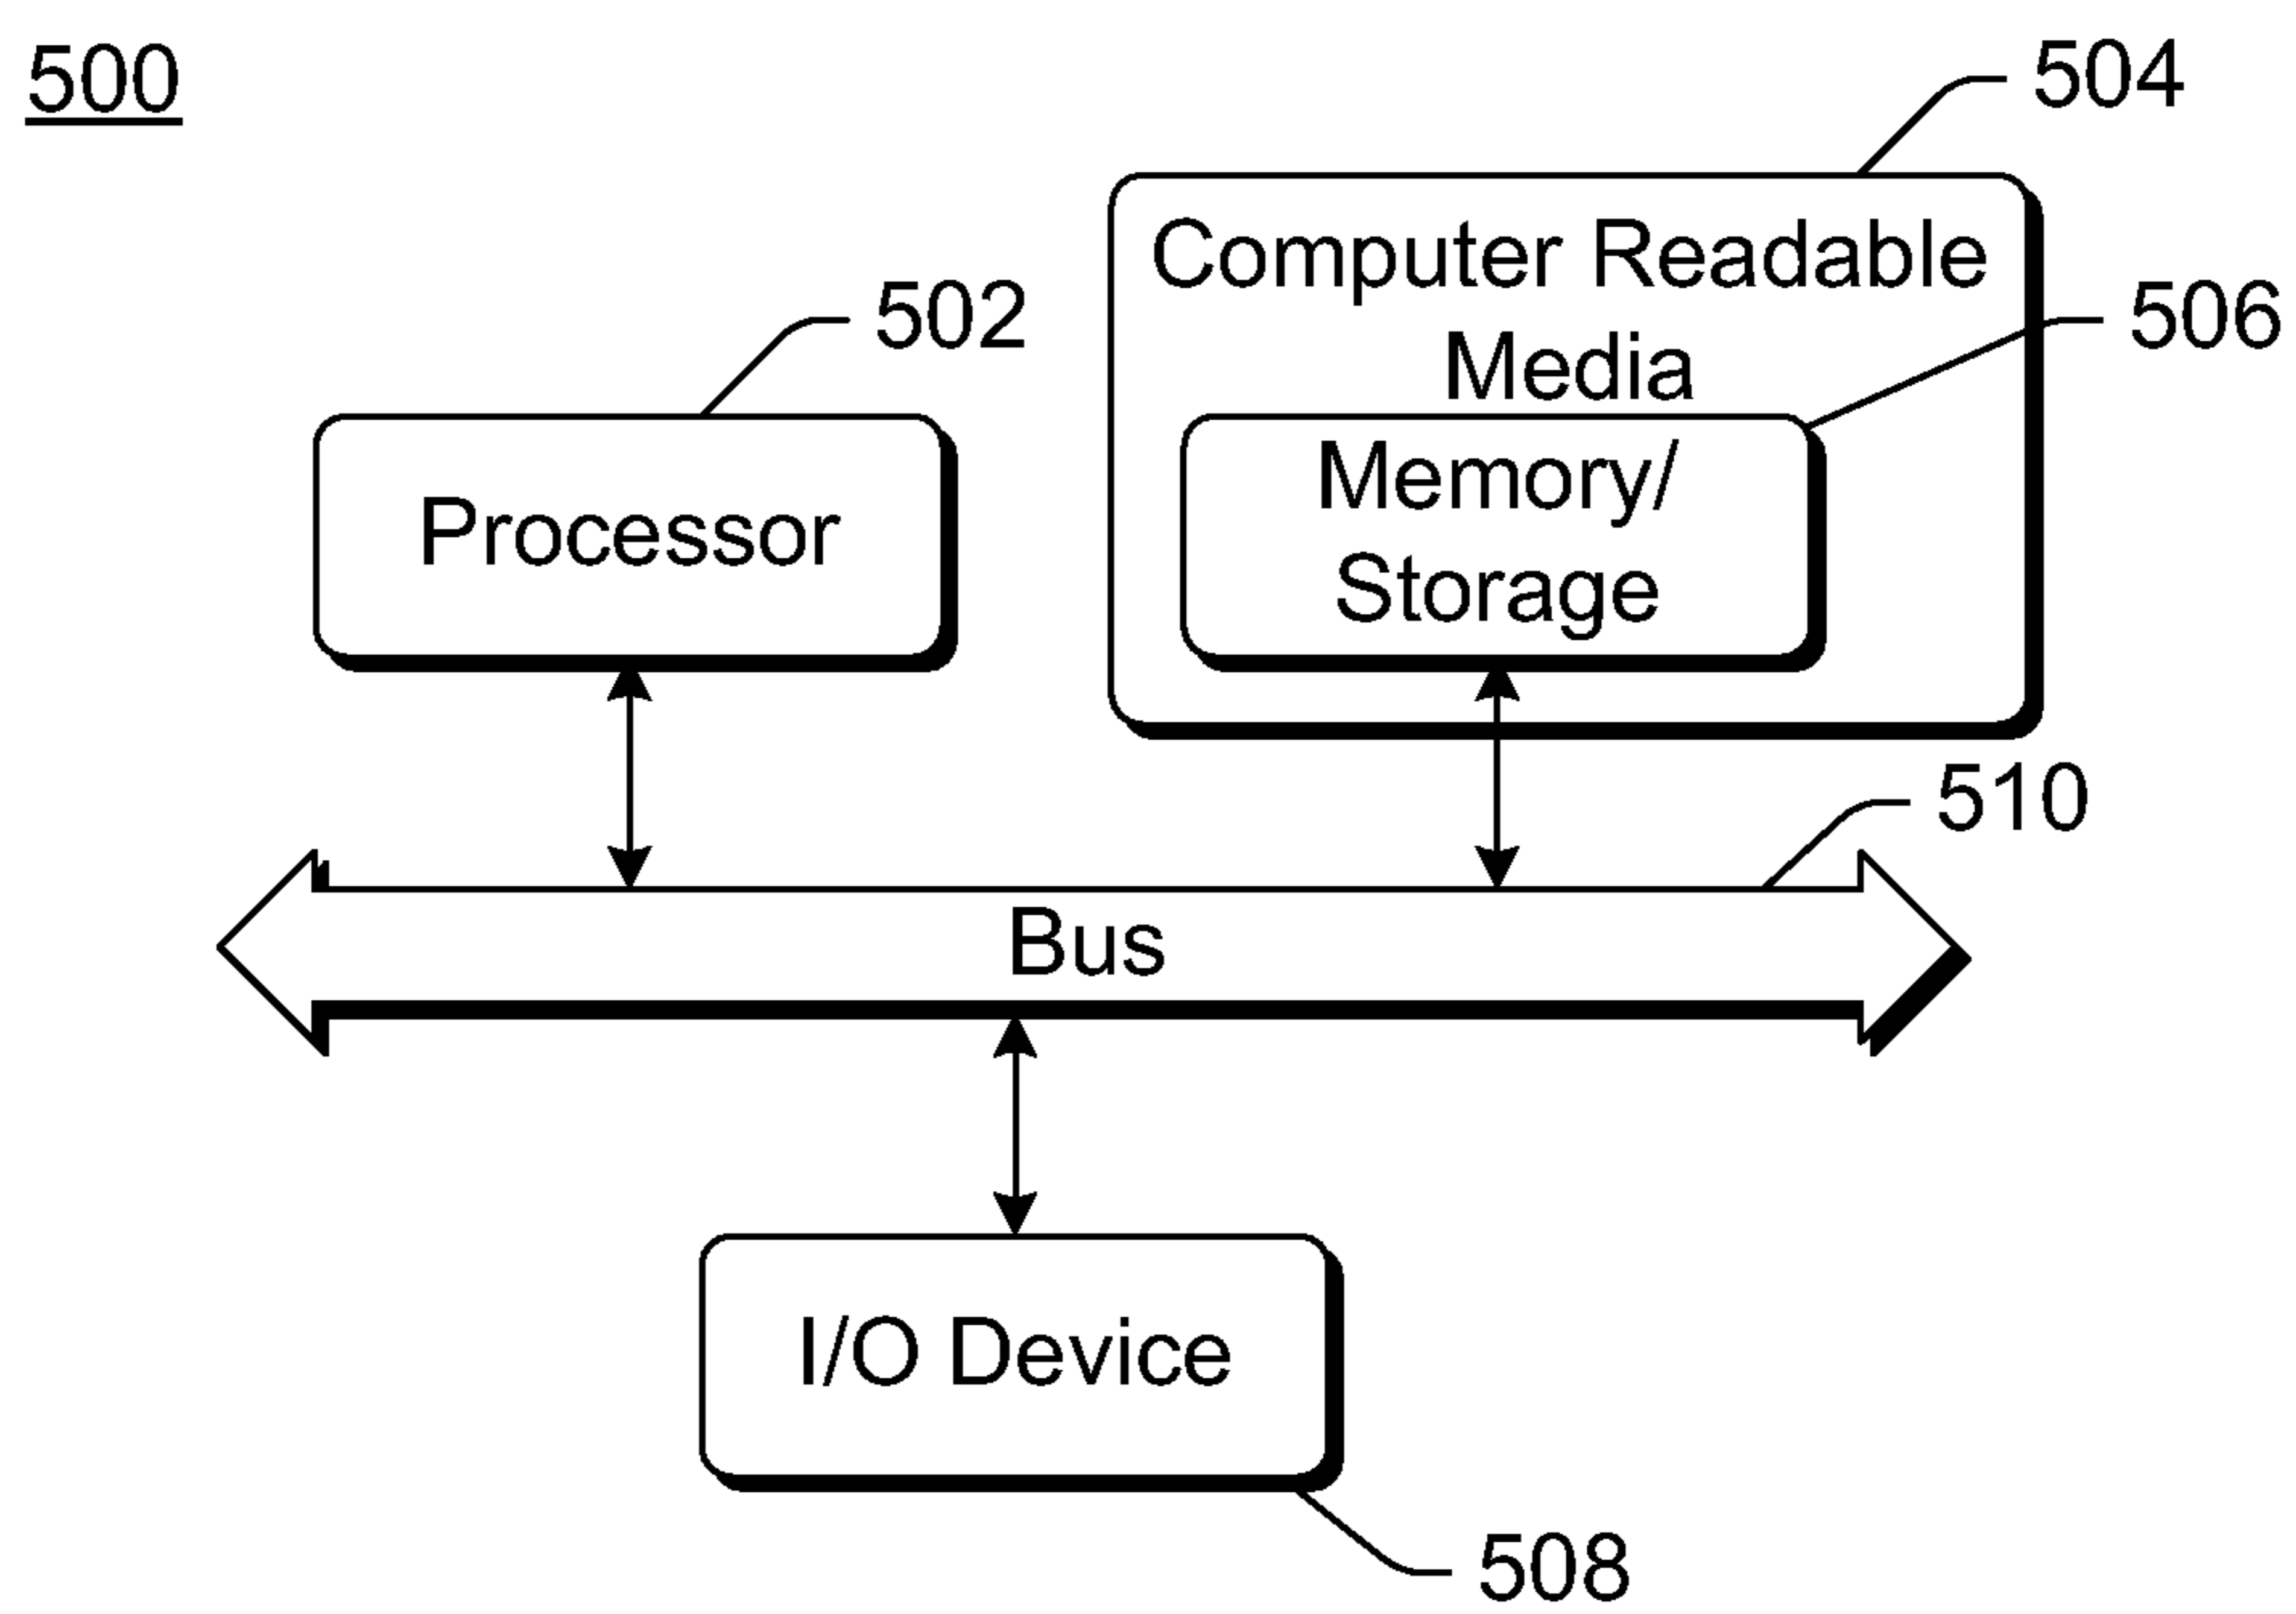 500
504
Computer Readable
Media
506
502
Processor
Memory/
Storage
510
Bus
I/O Device
508